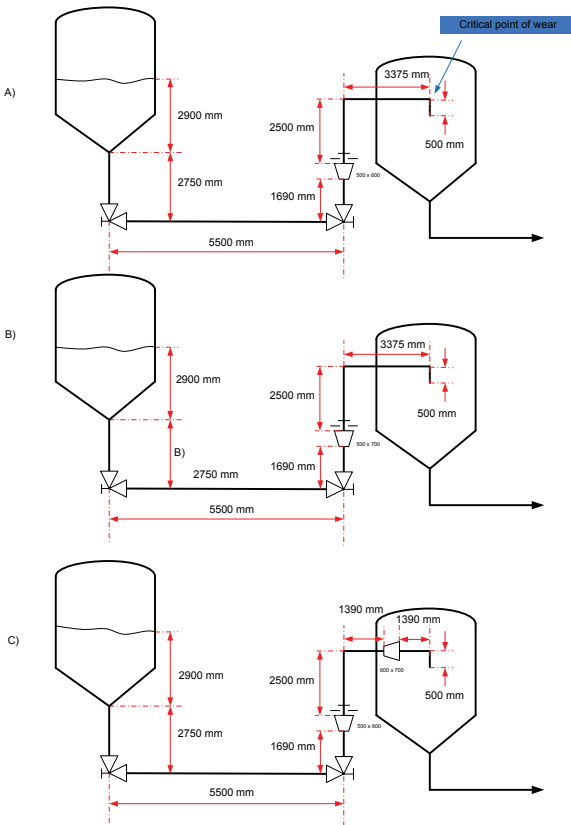 Critical point of wear
A)
3375 mm
2900 mm
2500 mm
500 mm
500 x 600
2750 mm
1690 mm
5500 mm
B)
3375 mm
2900 mm
2500 mm
500 mm
500 x 700
B)
2750 mm
1690 mm
5500 mm
C)
1390 mm
1390 mm
2900 mm
2500 mm
600 x 700
500 mm
500 x 600
2750 mm
1690 mm
5500 mm